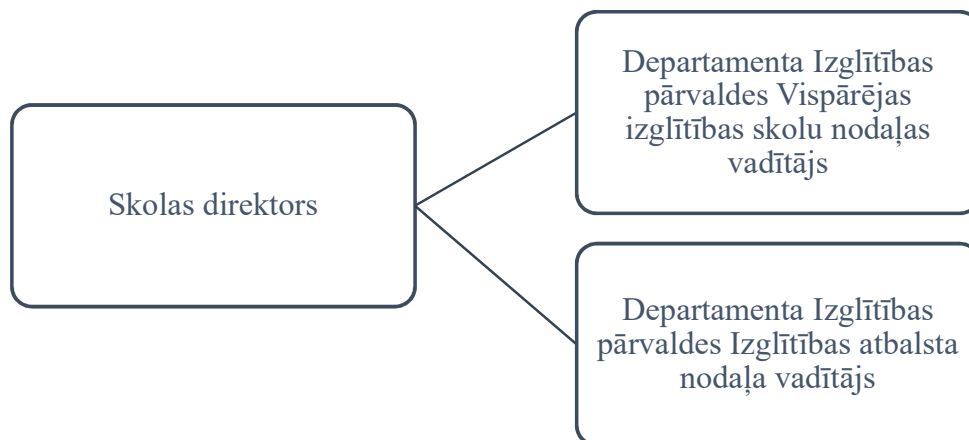 Skolas direktors
Departamenta Izglītības
pārvaldes Vispārējas
izglītības skolu nodaļas
vadītājs
Departamenta Izglītības
pārvaldes Izglītības atbalsta
nodaļa vadītājs